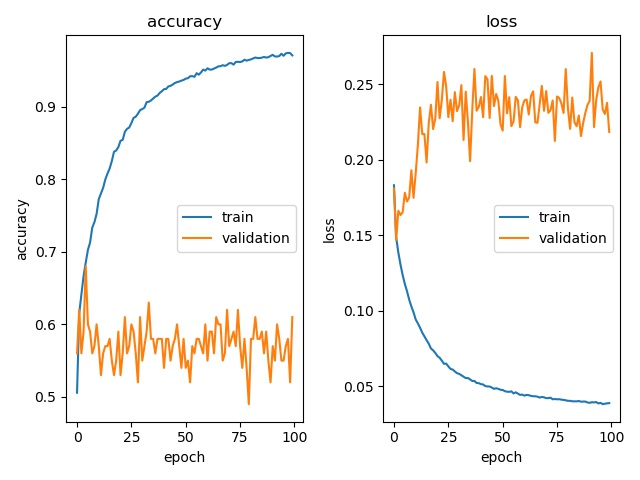 accuracy
accuracy
0.9
0.8
0.7
0.6
0.5
train
validation
0 25 50 75 100
epoch
loss
loss
0.25
0.20
0.15
0.10
0.05
train
validation
0 25 50 75 100
epoch